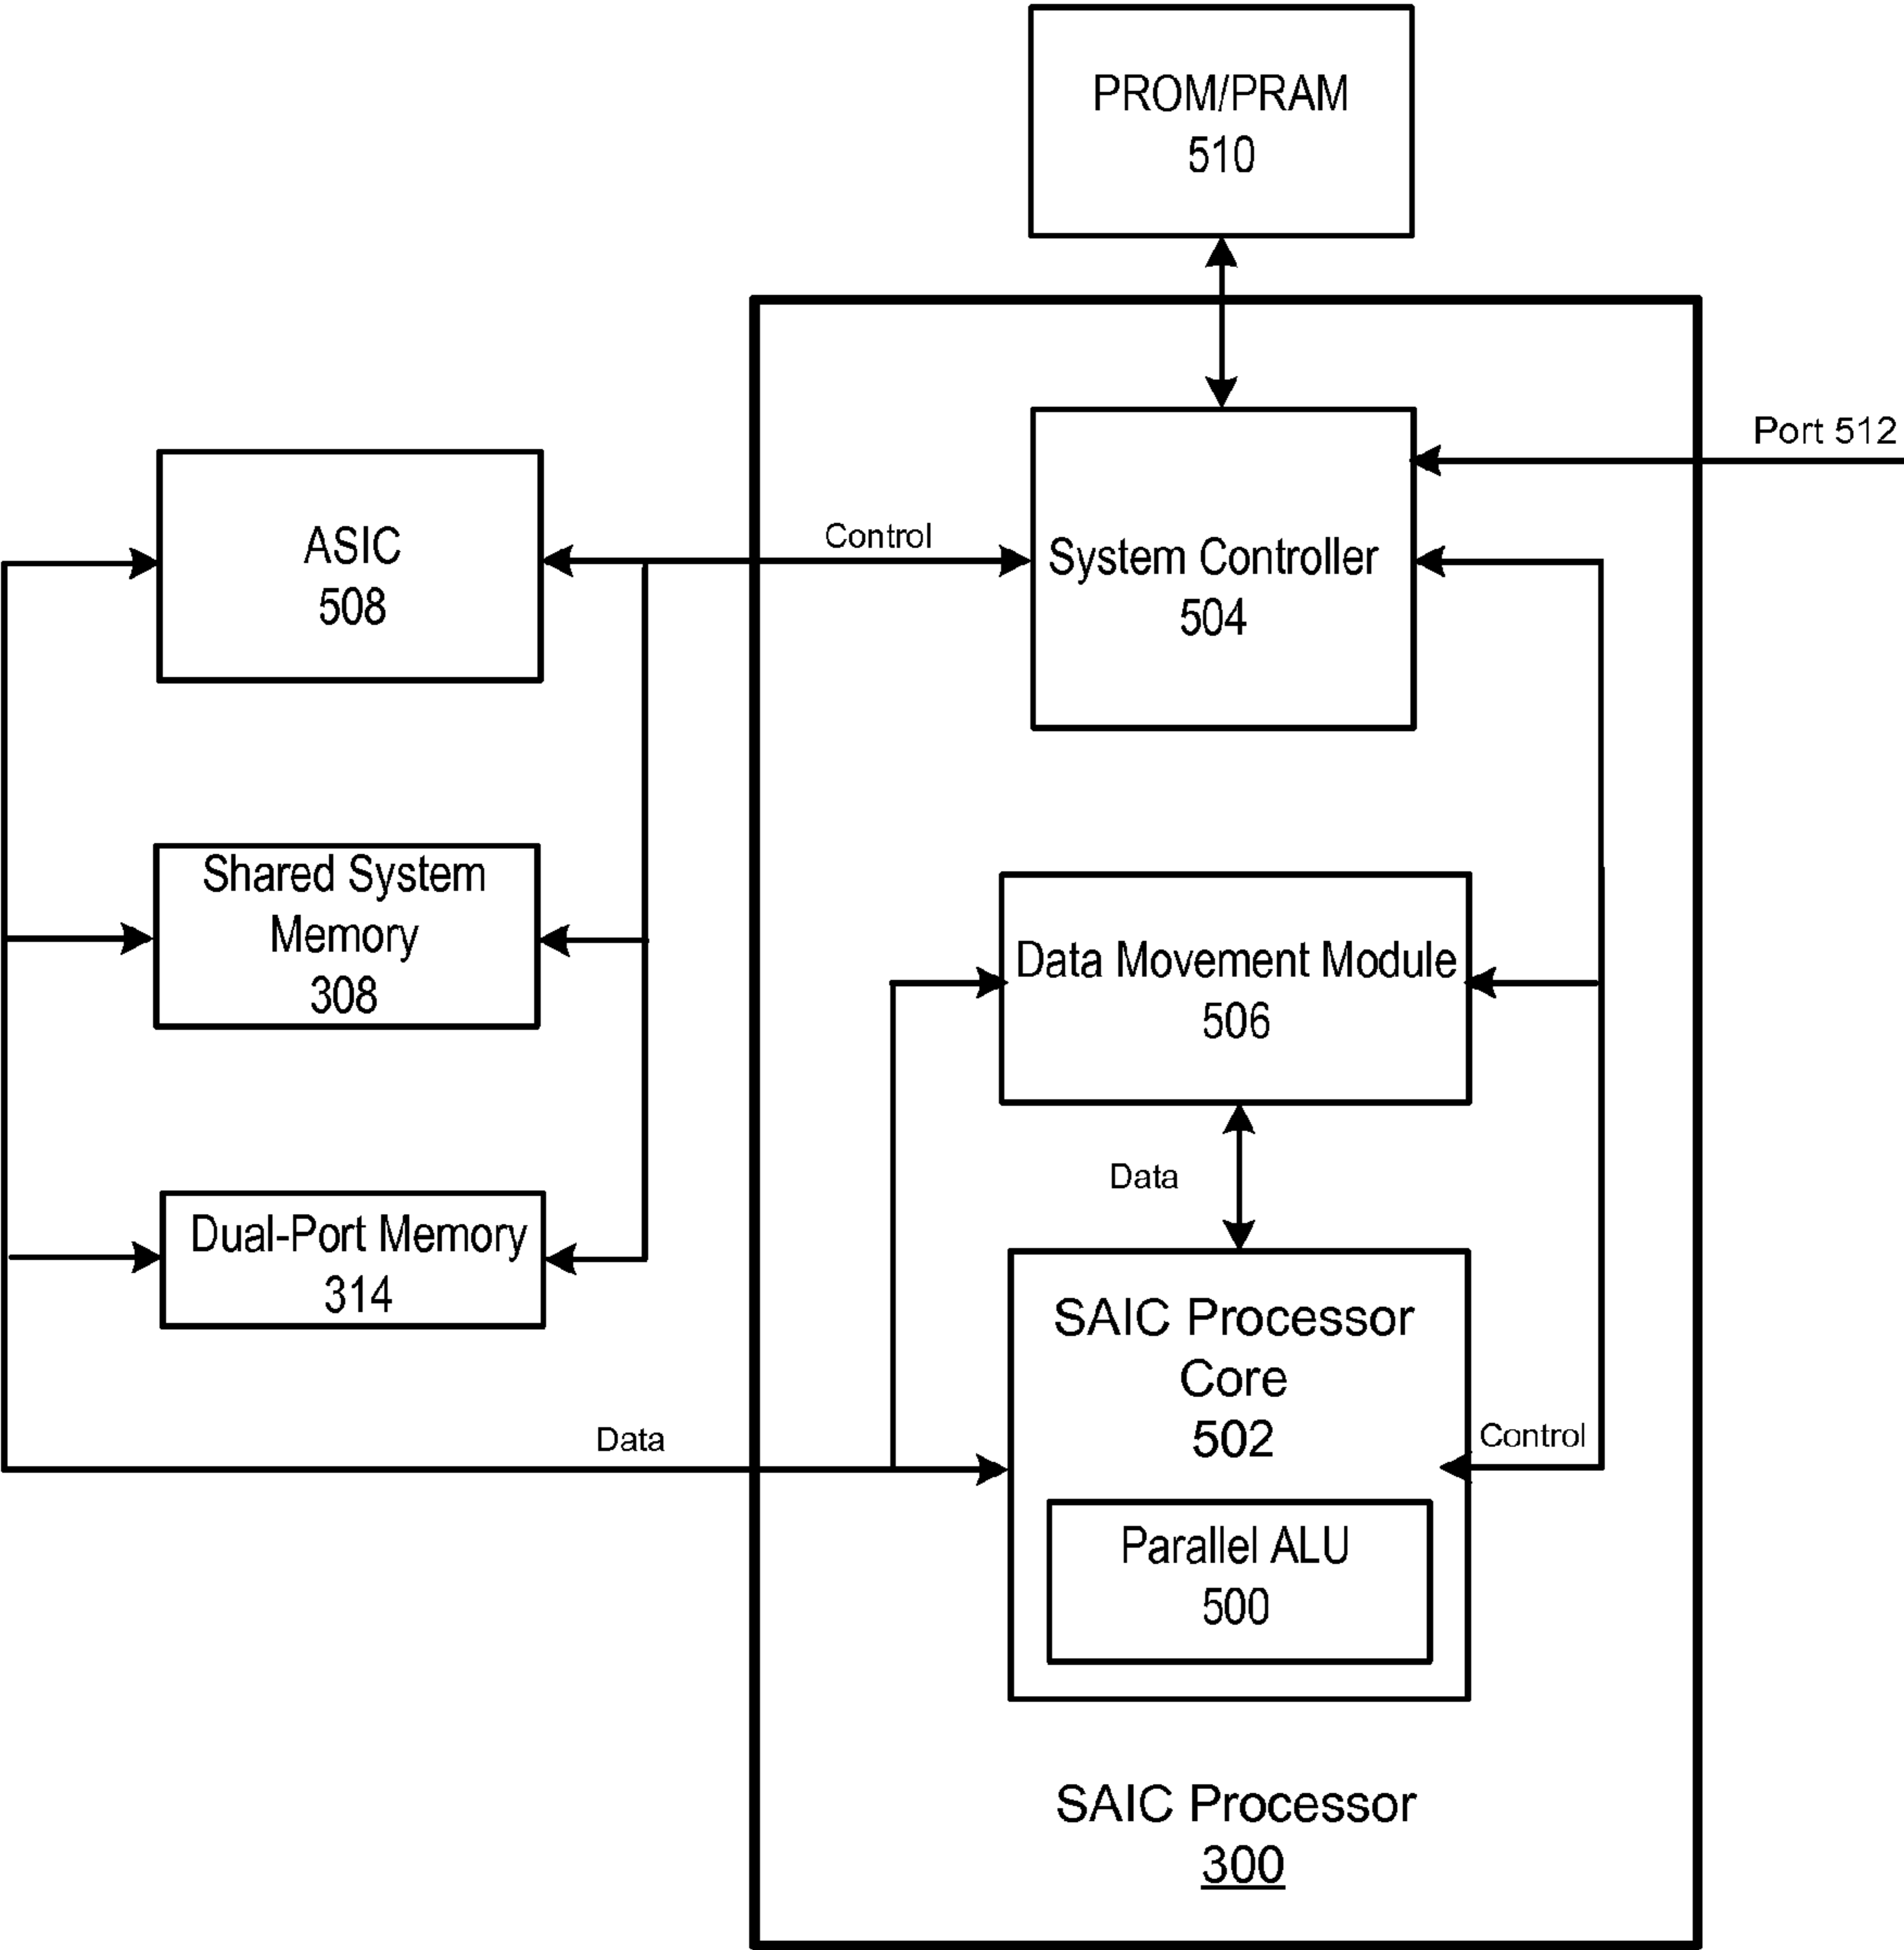 PROM/PRAM
510
Port 512
Control
ASIC
508
System Controller
504
Shared System
Memory
308
Data Movement Module
506
Data
Dual-Port Memory
314
SAIC Processor
Core
502
Control
Data
Parallel ALU
500
SAIC Processor
300